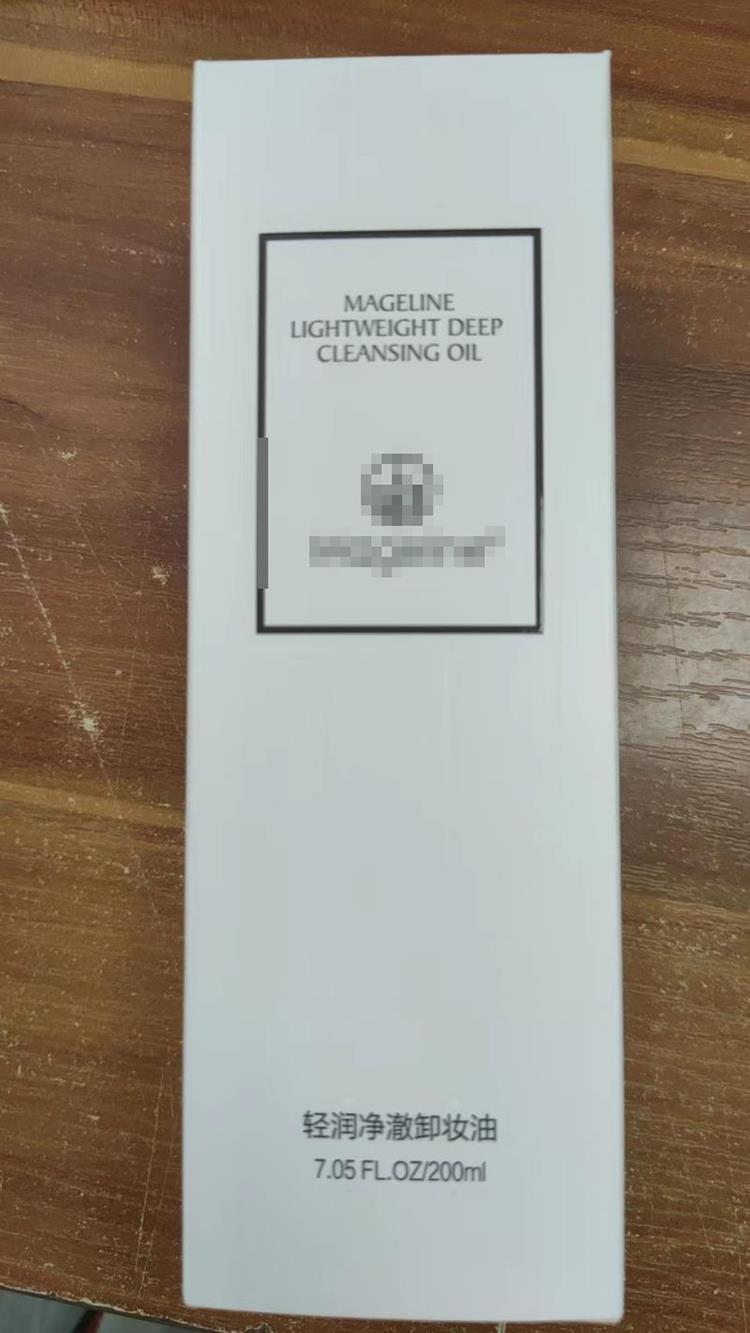 MAGELINE
LIGHTWEIGHT DEEP
CLEANSING OIL
轻润净澈卸妆油
7.05 FL.OZ/200ml